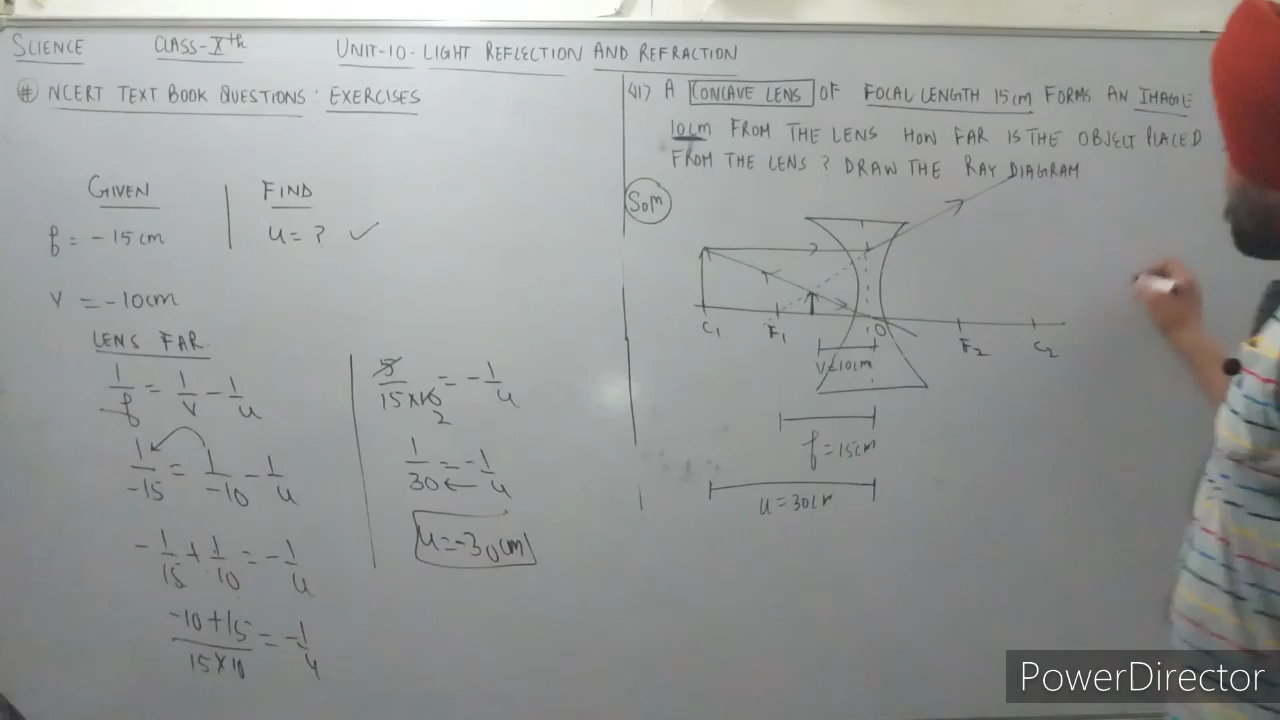 SCIENCE CLASS-Xth UNIT-10-LIGHT REFLECTION AND REFRACTION
# NCERT TEXT BOOK QUESTIONS: EXERCISES
GIVEN FIND
f = -15cm u = ? ✓
v = -10cm
LENS FAR.
1/f = 1/v - 1/u
1/-15 = 1/-10 - 1/u
-1/15 + 1/10 = -1/u
-10+15/15×10 = -1/u
5/15×10 2 = -1/u
1/30 = -1/u
u=-30cm
Q1> A CONCAVE LENS OF FOCAL LENGTH 15cm FORMS AN IMAGE
10cm FROM THE LENS HOW FAR IS THE OBJECT PLACED
FROM THE LENS? DRAW THE RAY DIAGRAM
Som
C1 F1 O F2 C2
v=10cm
f=15cm
u=30cm
PowerDirector